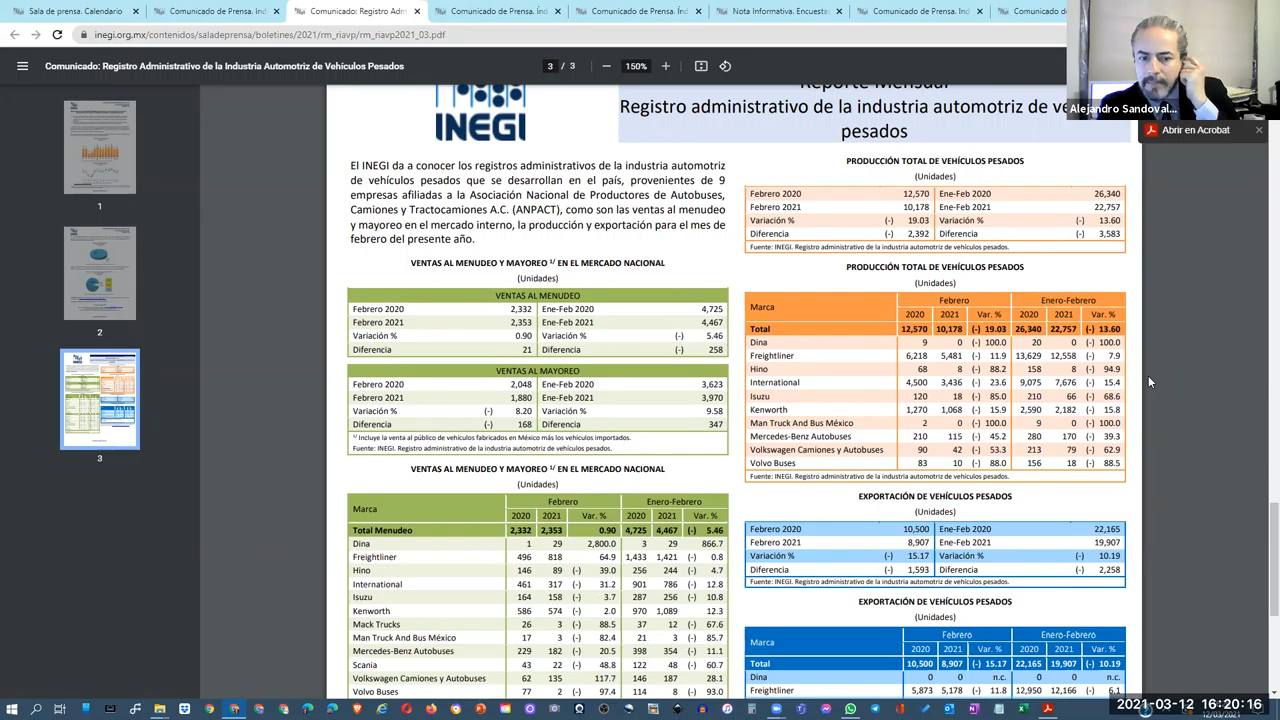 Sala de Prensa. Calendario
Comunicado de Prensa. Ind
Comunicado: Registro Adminis
Comunicado de Prensa. Índ
Comunicado de Prensa. Índ
Nota Informativa. Encuestas
Comunicado de Prensa. Índ
inegi.org.mx/contenidos/saladeprensa/boletines/2021/rm_riavp/rm_riavp2021_03.pdf
Comunicado: Registro Administrativo de la Industria Automotriz de Vehículos Pesados
3 / 3
150%
Alejandro Sandoval...
Abrir en Acrobat
1
2
3
INEGI
Reporte Mensual
Registro administrativo de la industria automotriz de ve
pesados
El INEGI da a conocer los registros administrativos de la industria automotriz
de vehículos pesados que se desarrollan en el país, provenientes de 9
empresas afiliadas a la Asociación Nacional de Productores de Autobuses,
Camiones y Tractocamiones A.C. (ANPACT), como son las ventas al menudeo
y mayoreo en el mercado interno, la producción y exportación para el mes de
febrero del presente año.
VENTAS AL MENUDEO Y MAYOREO 1/ EN EL MERCADO NACIONAL
(Unidades)
VENTAS AL MENUDEO
Febrero 2020 2,332 Ene-Feb 2020 4,725
Febrero 2021 2,353 Ene-Feb 2021 4,467
Variación % 0.90 Variación % (-) 5.46
Diferencia 21 Diferencia (-) 258
VENTAS AL MAYOREO
Febrero 2020 2,048 Ene-Feb 2020 3,623
Febrero 2021 1,880 Ene-Feb 2021 3,970
Variación % (-) 8.20 Variación % 9.58
Diferencia (-) 168 Diferencia 347
1/ Incluye la venta al público de vehículos fabricados en México más los vehículos importados.
Fuente: INEGI. Registro administrativo de la industria automotriz de vehículos pesados.
VENTAS AL MENUDEO Y MAYOREO 1/ EN EL MERCADO NACIONAL
(Unidades)
Marca Febrero Enero-Febrero
2020 2021 Var. % 2020 2021 Var. %
Total Menudeo 2,332 2,353 0.90 4,725 4,467 (-) 5.46
Dina 1 29 2,800.0 3 29 866.7
Freightliner 496 818 64.9 1,433 1,421 (-) 0.8
Hino 146 89 (-) 39.0 256 244 (-) 4.7
International 461 317 (-) 31.2 901 786 (-) 12.8
Isuzu 164 158 (-) 3.7 287 256 (-) 10.8
Kenworth 586 574 (-) 2.0 970 1,089 12.3
Mack Trucks 26 3 (-) 88.5 37 12 (-) 67.6
Man Truck And Bus México 17 3 (-) 82.4 21 3 (-) 85.7
Mercedes-Benz Autobuses 229 182 (-) 20.5 398 354 (-) 11.1
Scania 43 22 (-) 48.8 122 48 (-) 60.7
Volkswagen Camiones y Autobuses 62 135 117.7 146 187 28.1
Volvo Buses 77 2 (-) 97.4 114 8 (-) 93.0
PRODUCCIÓN TOTAL DE VEHÍCULOS PESADOS
(Unidades)
Febrero 2020 12,570 Ene-Feb 2020 26,340
Febrero 2021 10,178 Ene-Feb 2021 22,757
Variación % (-) 19.03 Variación % (-) 13.60
Diferencia (-) 2,392 Diferencia (-) 3,583
Fuente: INEGI. Registro administrativo de la industria automotriz de vehículos pesados.
PRODUCCIÓN TOTAL DE VEHÍCULOS PESADOS
(Unidades)
Marca Febrero Enero-Febrero
2020 2021 Var. % 2020 2021 Var. %
Total 12,570 10,178 (-) 19.03 26,340 22,757 (-) 13.60
Dina 9 0 (-) 100.0 20 0 (-) 100.0
Freightliner 6,218 5,481 (-) 11.9 13,629 12,558 (-) 7.9
Hino 68 8 (-) 88.2 158 8 (-) 94.9
International 4,500 3,436 (-) 23.6 9,075 7,676 (-) 15.4
Isuzu 120 18 (-) 85.0 210 66 (-) 68.6
Kenworth 1,270 1,068 (-) 15.9 2,590 2,182 (-) 15.8
Man Truck And Bus México 2 0 (-) 100.0 9 0 (-) 100.0
Mercedes-Benz Autobuses 210 115 (-) 45.2 280 170 (-) 39.3
Volkswagen Camiones y Autobuses 90 42 (-) 53.3 213 79 (-) 62.9
Volvo Buses 83 10 (-) 88.0 156 18 (-) 88.5
Fuente: INEGI. Registro administrativo de la industria automotriz de vehículos pesados.
EXPORTACIÓN DE VEHÍCULOS PESADOS
(Unidades)
Febrero 2020 10,500 Ene-Feb 2020 22,165
Febrero 2021 8,907 Ene-Feb 2021 19,907
Variación % (-) 15.17 Variación % (-) 10.19
Diferencia (-) 1,593 Diferencia (-) 2,258
Fuente: INEGI. Registro administrativo de la industria automotriz de vehículos pesados.
EXPORTACIÓN DE VEHÍCULOS PESADOS
(Unidades)
Marca Febrero Enero-Febrero
2020 2021 Var. % 2020 2021 Var. %
Total 10,500 8,907 (-) 15.17 22,165 19,907 (-) 10.19
Dina 0 0 n.c. 0 0 n.c.
Freightliner 5,873 5,178 (-) 11.8 12,950 12,166 (-) 6.1
2021-03-12 16:20:16
12/03/2021